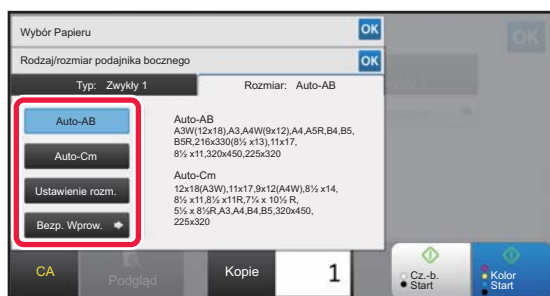 Wybór Papieru
OK
OK
Rodzaj/rozmiar podajnika bocznego
OK
Typ: Zwykły 1
Rozmiar: Auto-AB
Auto-AB
Auto-Cm
Ustawienie rozm.
Bezp. Wprow.
Auto-AB
A3W(12x18),A3,A4W(9x12),A4,A5R,B4,B5,
B5R,216x330(8½ x13),11x17,
8½ x11,320x450,225x320
Auto-Cm
12x18(A3W),11x17,9x12(A4W),8½ x14,
8½ x11,8½ x11R,7¼ x 10½ R,
5½ x 8½R,A3,A4,B4,B5,320x450,
225x320
CA
Podgląd
Kopie
1
Cz.-b.
Start
Kolor
Start